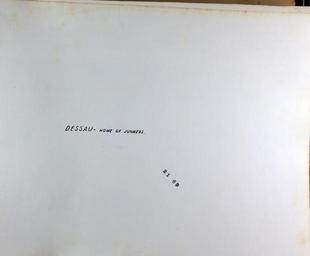 DESSAU- HOME OF JUNKERS.